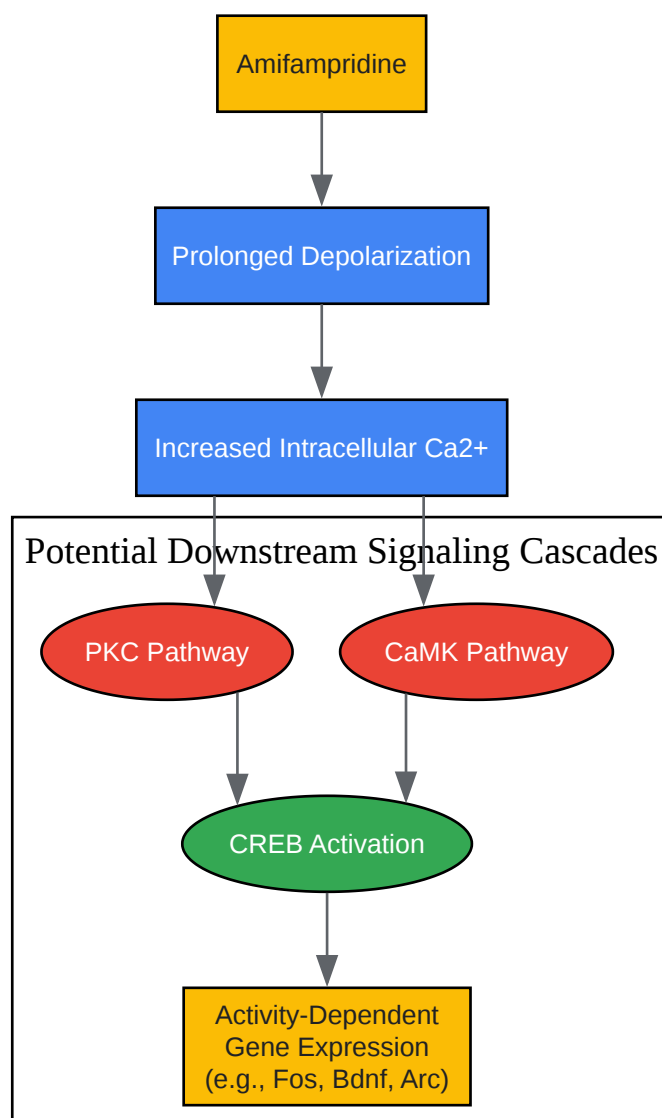 Amifampridine
Prolonged Depolarization
Increased Intracellular Ca2+
Potential Downstream Signaling Cascades
PKC Pathway
CaMK Pathway
CREB Activation
Activity-Dependent
Gene Expression
(e.g., Fos, Bdnf, Arc)